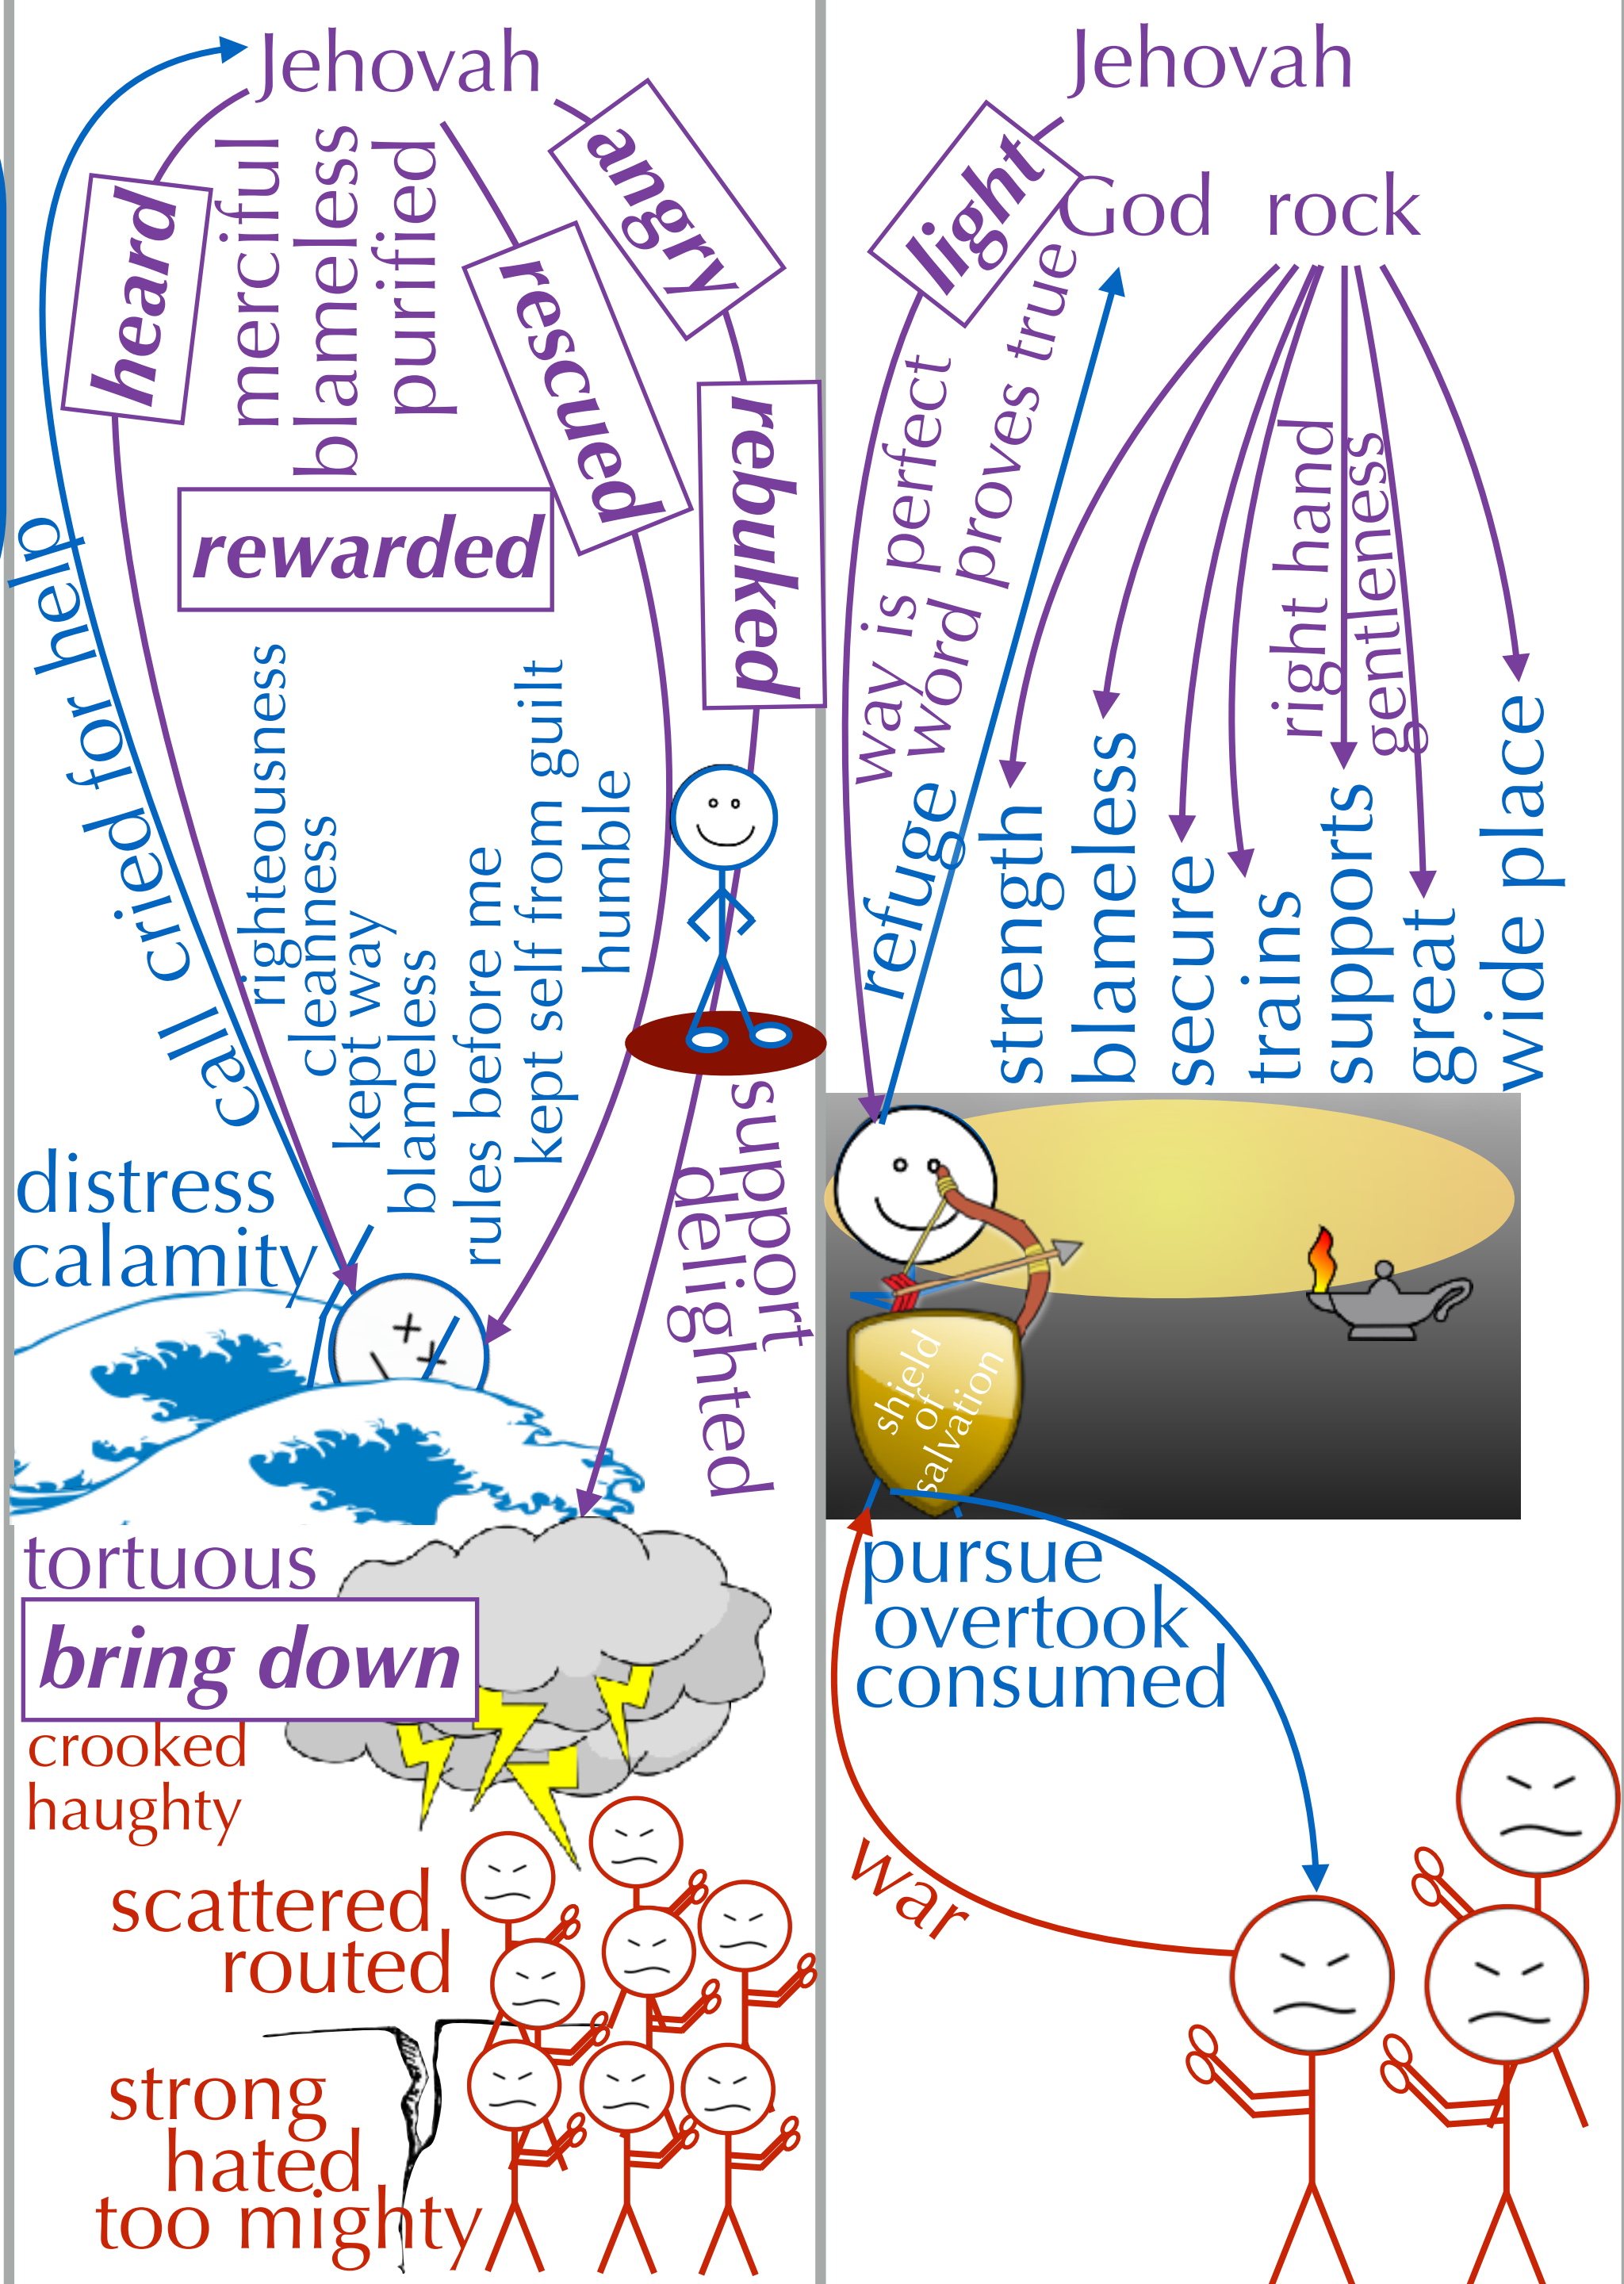 Jehovah
heard
merciful
blameless
purified
rescued
angry
rebuked
rewarded
call cried for help
righteousness
cleanness
kept way
blameless
rules before me
kept self from guilt
humble
distress
calamity
support
delighted
tortuous
bring down
crooked
haughty
scattered
routed
strong
hated
too mighty
Jehovah
God rock
light
way is perfect
word proves true
refuge
right hand
gentleness
strength
blameless
secure
trains
supports
great
wide place
shield
of
salvation
pursue
overtook
consumed
war